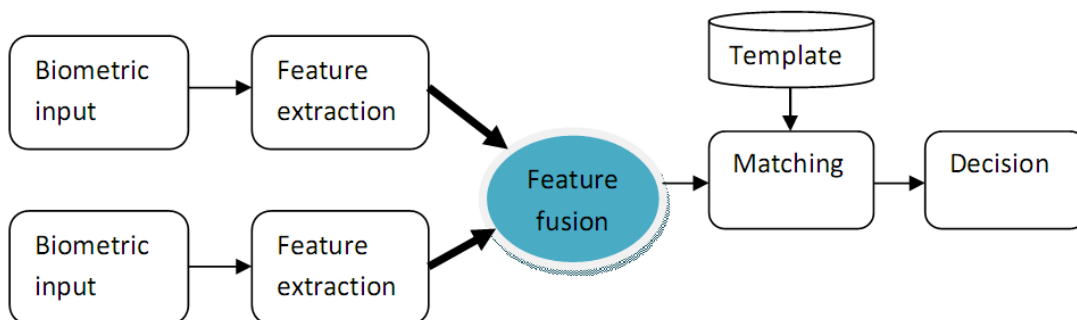 Biometric
input
Feature
extraction
Biometric
input
Feature
extraction
Feature
fusion
Template
Matching
Decision